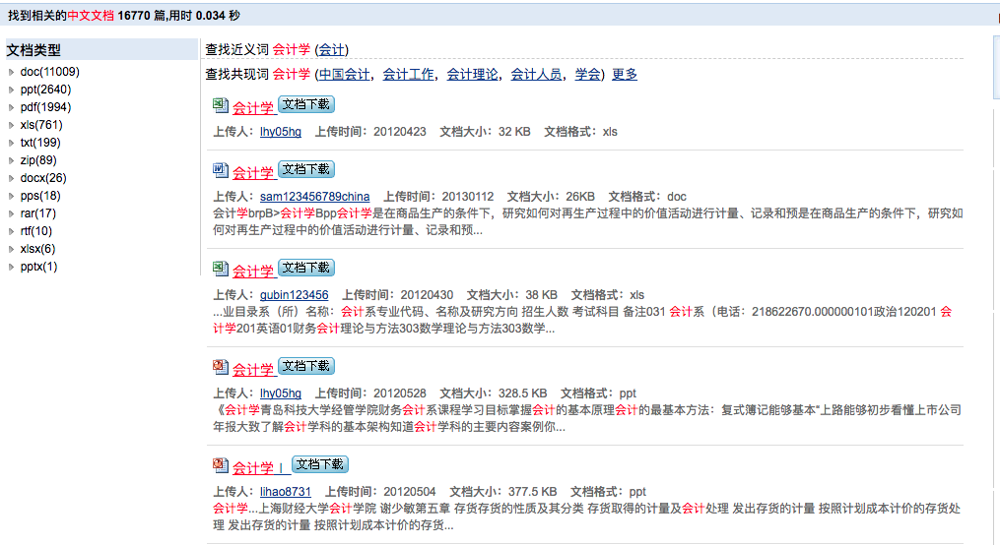 找到相关的中文文档 16770 篇,用时 0.034 秒
文档类型
doc(11009)
ppt(2640)
pdf(1994)
xls(761)
txt(199)
zip(89)
docx(26)
pps(18)
rar(17)
rtf(10)
xlsx(6)
pptx(1)
查找近义词 会计学 (会计)
查找共现词 会计学 (中国会计，会计工作，会计理论，会计人员，学会) 更多
会计学 文档下载
上传人：lhy05hg 上传时间：20120423 文档大小：32 KB 文档格式：xls
会计学 文档下载
上传人：sam123456789china 上传时间：20130112 文档大小：26KB 文档格式：doc
会计学brpB>会计学Bpp会计学是在商品生产的条件下，研究如何对再生产过程中的价值活动进行计量、记录和预是在商品生产的条件下，研究如
何对再生产过程中的价值活动进行计量、记录和预...
会计学 文档下载
上传人：gubin123456 上传时间：20120430 文档大小：38 KB 文档格式：xls
...业目录系（所）名称：会计系专业代码、名称及研究方向 招生人数 考试科目 备注031 会计系（电话：218622670.000000101政治120201 会
计学201英语01财务会计理论与方法303数学理论与方法303数学...
会计学 文档下载
上传人：lhy05hg 上传时间：20120528 文档大小：328.5 KB 文档格式：ppt
《会计学青岛科技大学经管学院财务会计系课程学习目标掌握会计的基本原理会计的最基本方法：复式簿记能够基本“上路能够初步看懂上市公司
年报大致了解会计学科的基本架构知道会计学科的主要内容案例你...
会计学Ⅰ 文档下载
上传人：lihao8731 上传时间：20120504 文档大小：377.5 KB 文档格式：ppt
会计学...上海财经大学会计学院 谢少敏第五章 存货存货的性质及其分类 存货取得的计量及会计处理 发出存货的计量 按照计划成本计价的存货处
理 发出存货的计量 按照计划成本计价的存货...